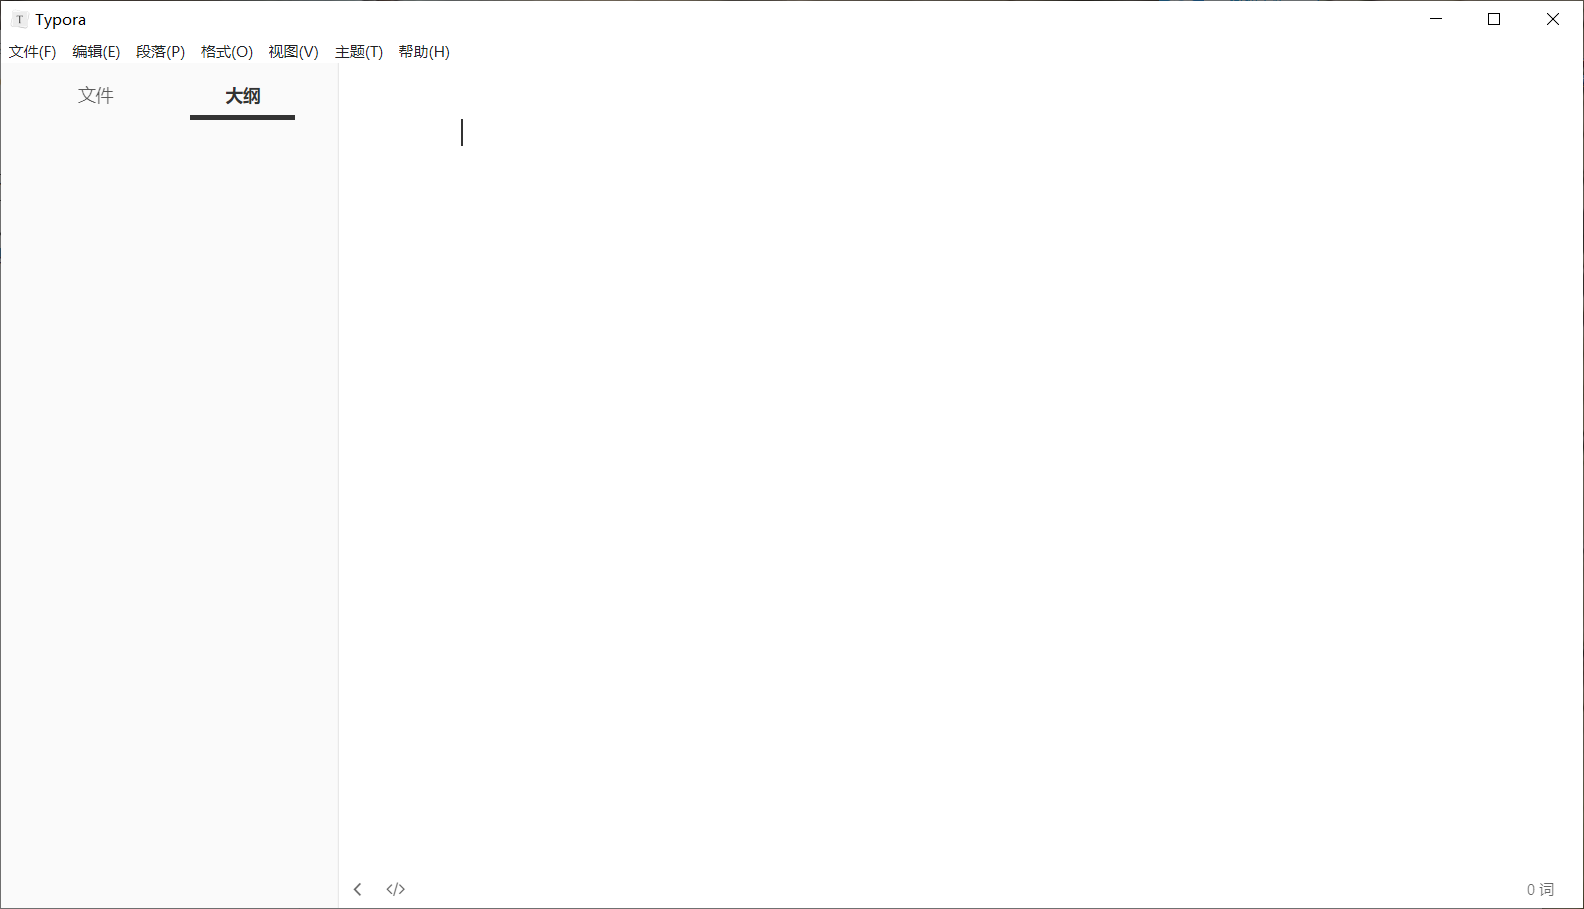 T Typora
文件(F) 编辑(E) 段落(P) 格式(O) 视图(V) 主题(T) 帮助(H)
文件 大纲
</> 0 词